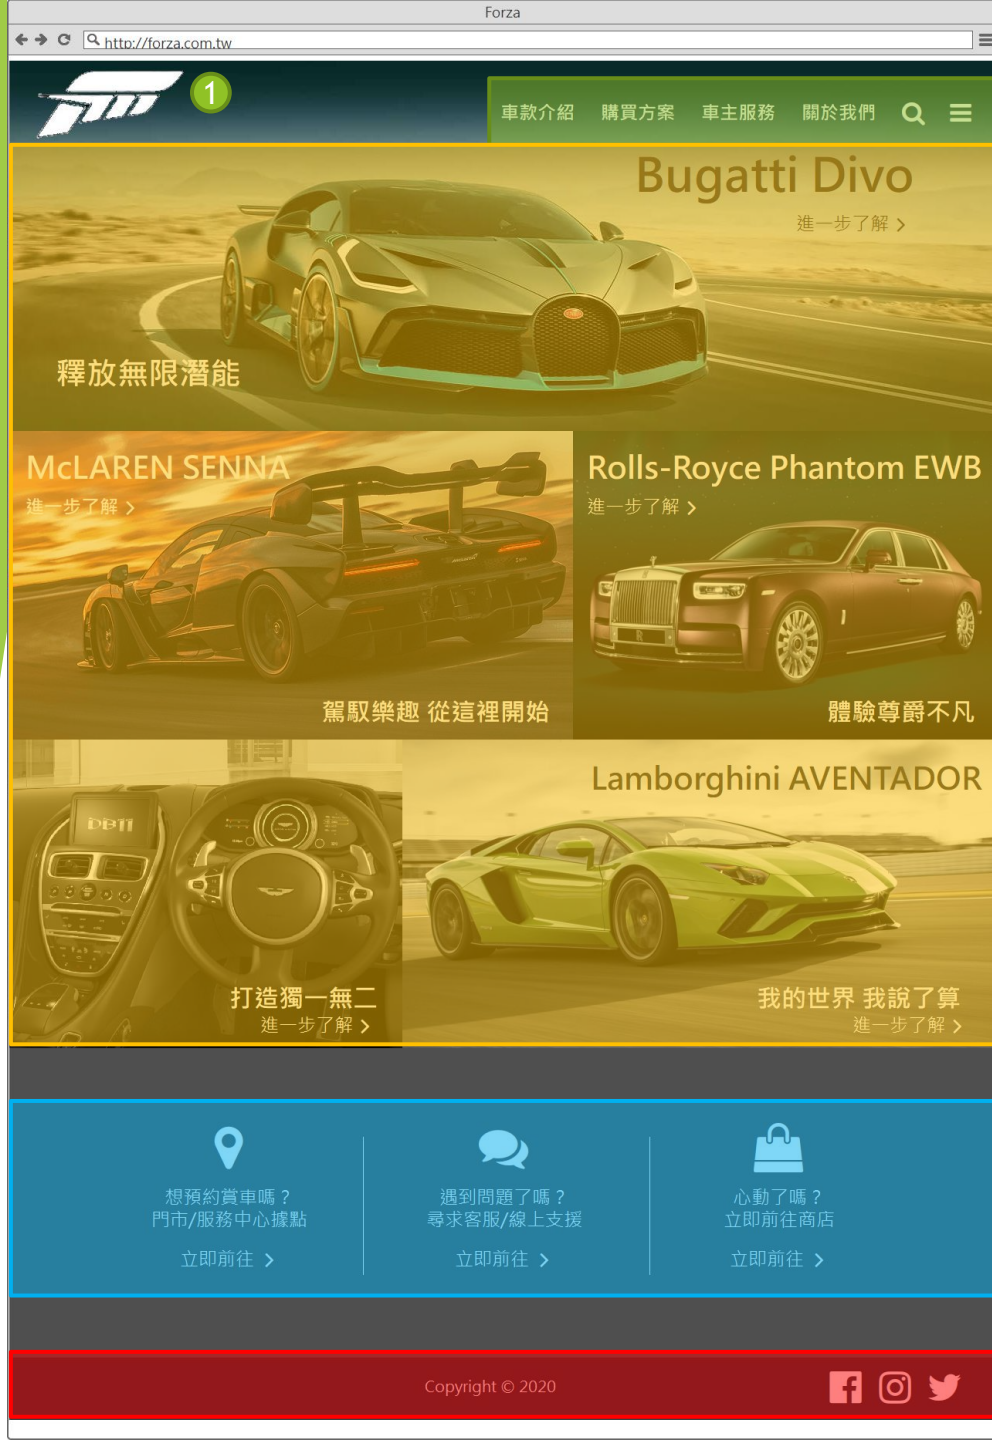 Forza
http://forza.com.tw
1
車款介紹 購買方案 車主服務 關於我們
Bugatti Divo
進一步了解 >
釋放無限潛能
McLAREN SENNA
進一步了解 >
Rolls-Royce Phantom EWB
進一步了解 >
駕馭樂趣 從這裡開始
體驗尊爵不凡
Lamborghini AVENTADOR
DB11
打造獨一無二
進一步了解 >
我的世界 我說了算
進一步了解 >
想預約賞車嗎？
門市/服務中心據點
立即前往 >
遇到問題了嗎？
尋求客服/線上支援
立即前往 >
心動了嗎？
立即前往商店
立即前往 >
Copyright © 2020